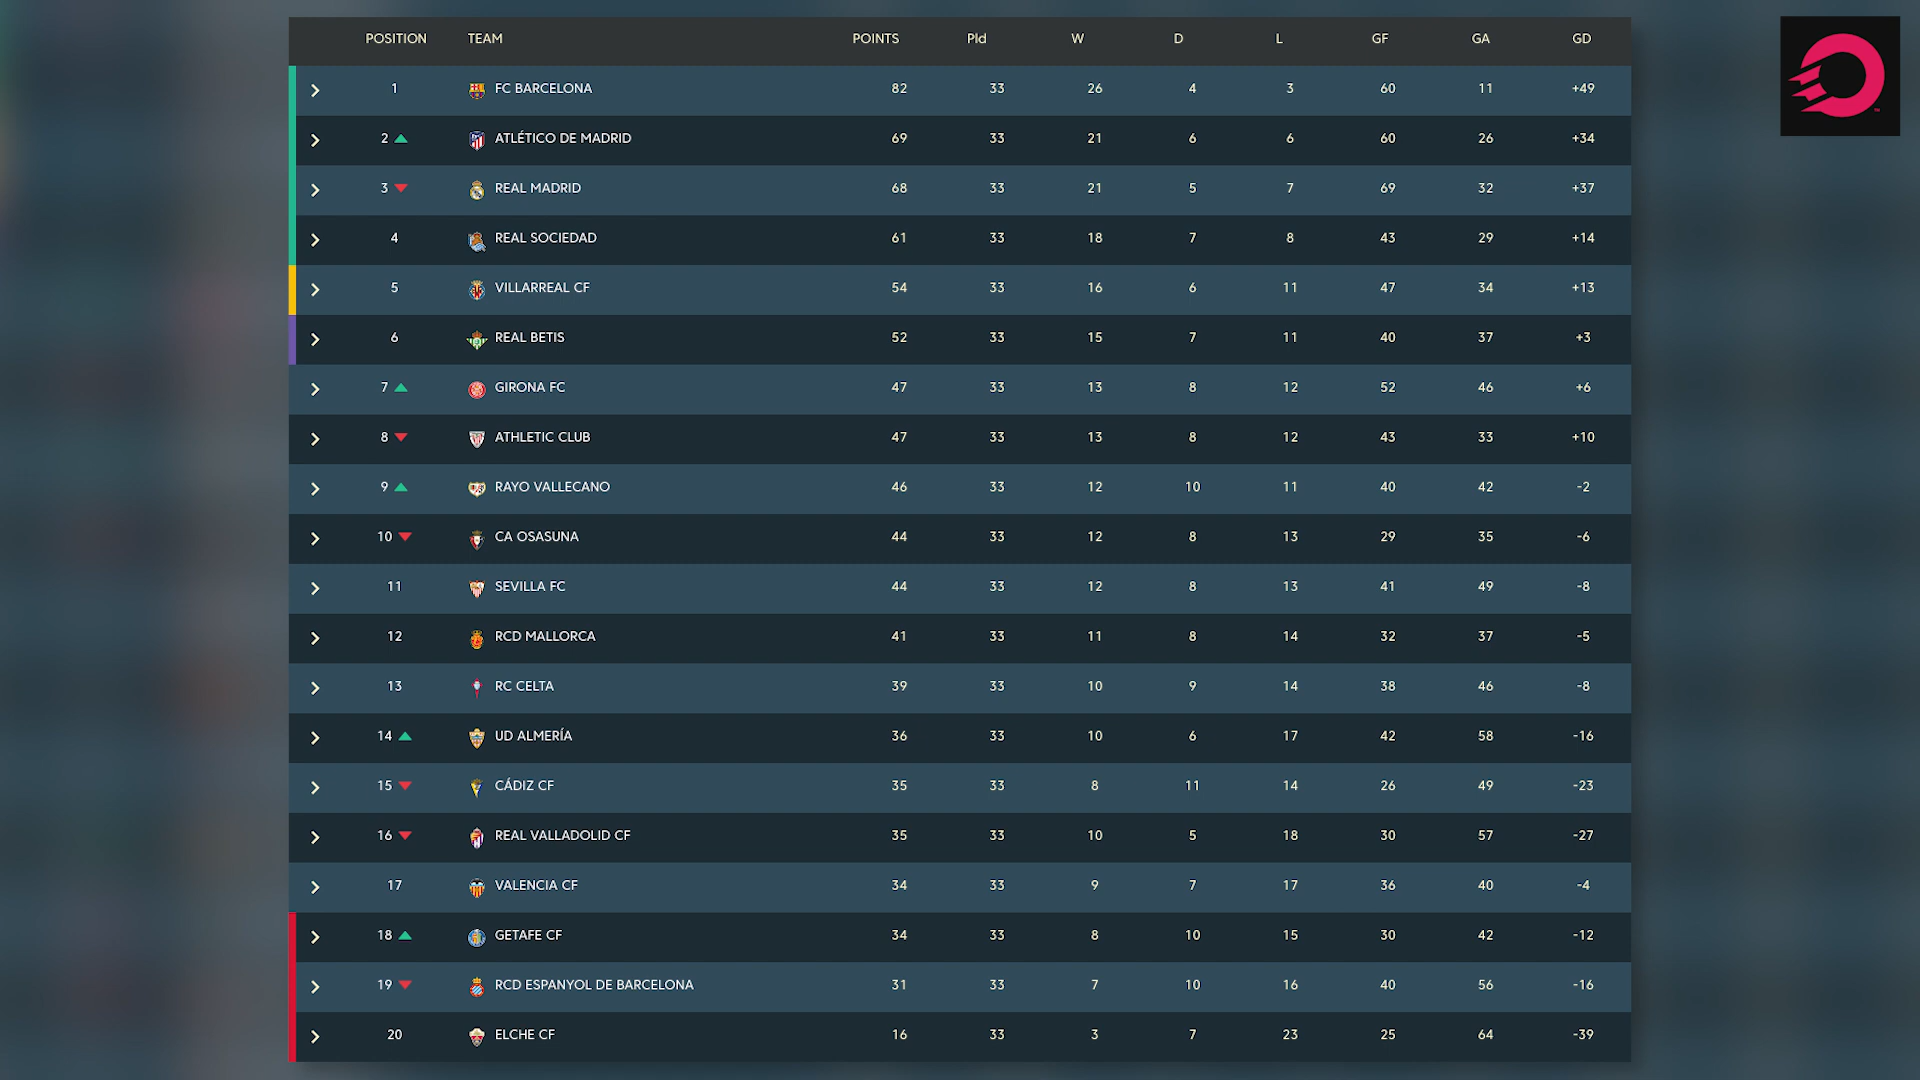 POSITION TEAM POINTS Pld W D L GF GA GD
1 FC BARCELONA 82 33 26 4 3 60 11 +49
2 ATLÉTICO DE MADRID 69 33 21 6 6 60 26 +34
3 REAL MADRID 68 33 21 5 7 69 32 +37
4 REAL SOCIEDAD 61 33 18 7 8 43 29 +14
5 VILLARREAL CF 54 33 16 6 11 47 34 +13
6 REAL BETIS 52 33 15 7 11 40 37 +3
7 GIRONA FC 47 33 13 8 12 52 46 +6
8 ATHLETIC CLUB 47 33 13 8 12 43 33 +10
9 RAYO VALLECANO 46 33 12 10 11 40 42 -2
10 CA OSASUNA 44 33 12 8 13 29 35 -6
11 SEVILLA FC 44 33 12 8 13 41 49 -8
12 RCD MALLORCA 41 33 11 8 14 32 37 -5
13 RC CELTA 39 33 10 9 14 38 46 -8
14 UD ALMERÍA 36 33 10 6 17 42 58 -16
15 CÁDIZ CF 35 33 8 11 14 26 49 -23
16 REAL VALLADOLID CF 35 33 10 5 18 30 57 -27
17 VALENCIA CF 34 33 9 7 17 36 40 -4
18 GETAFE CF 34 33 8 10 15 30 42 -12
19 RCD ESPANYOL DE BARCELONA 31 33 7 10 16 40 56 -16
20 ELCHE CF 16 33 3 7 23 25 64 -39